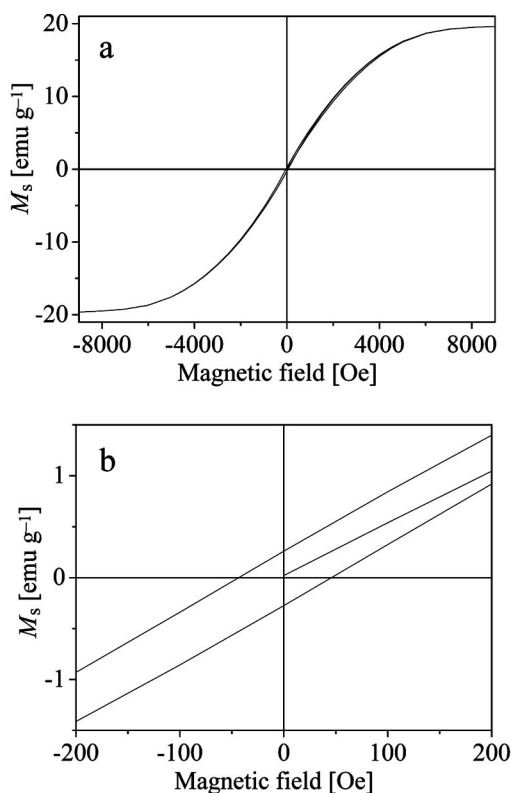 a
20
10
0
-10
-20
Mₛ [emu g⁻¹]
-8000 -4000 0 4000 8000
Magnetic field [Oe]
b
1
0
-1
Mₛ [emu g⁻¹]
-200 -100 0 100 200
Magnetic field [Oe]